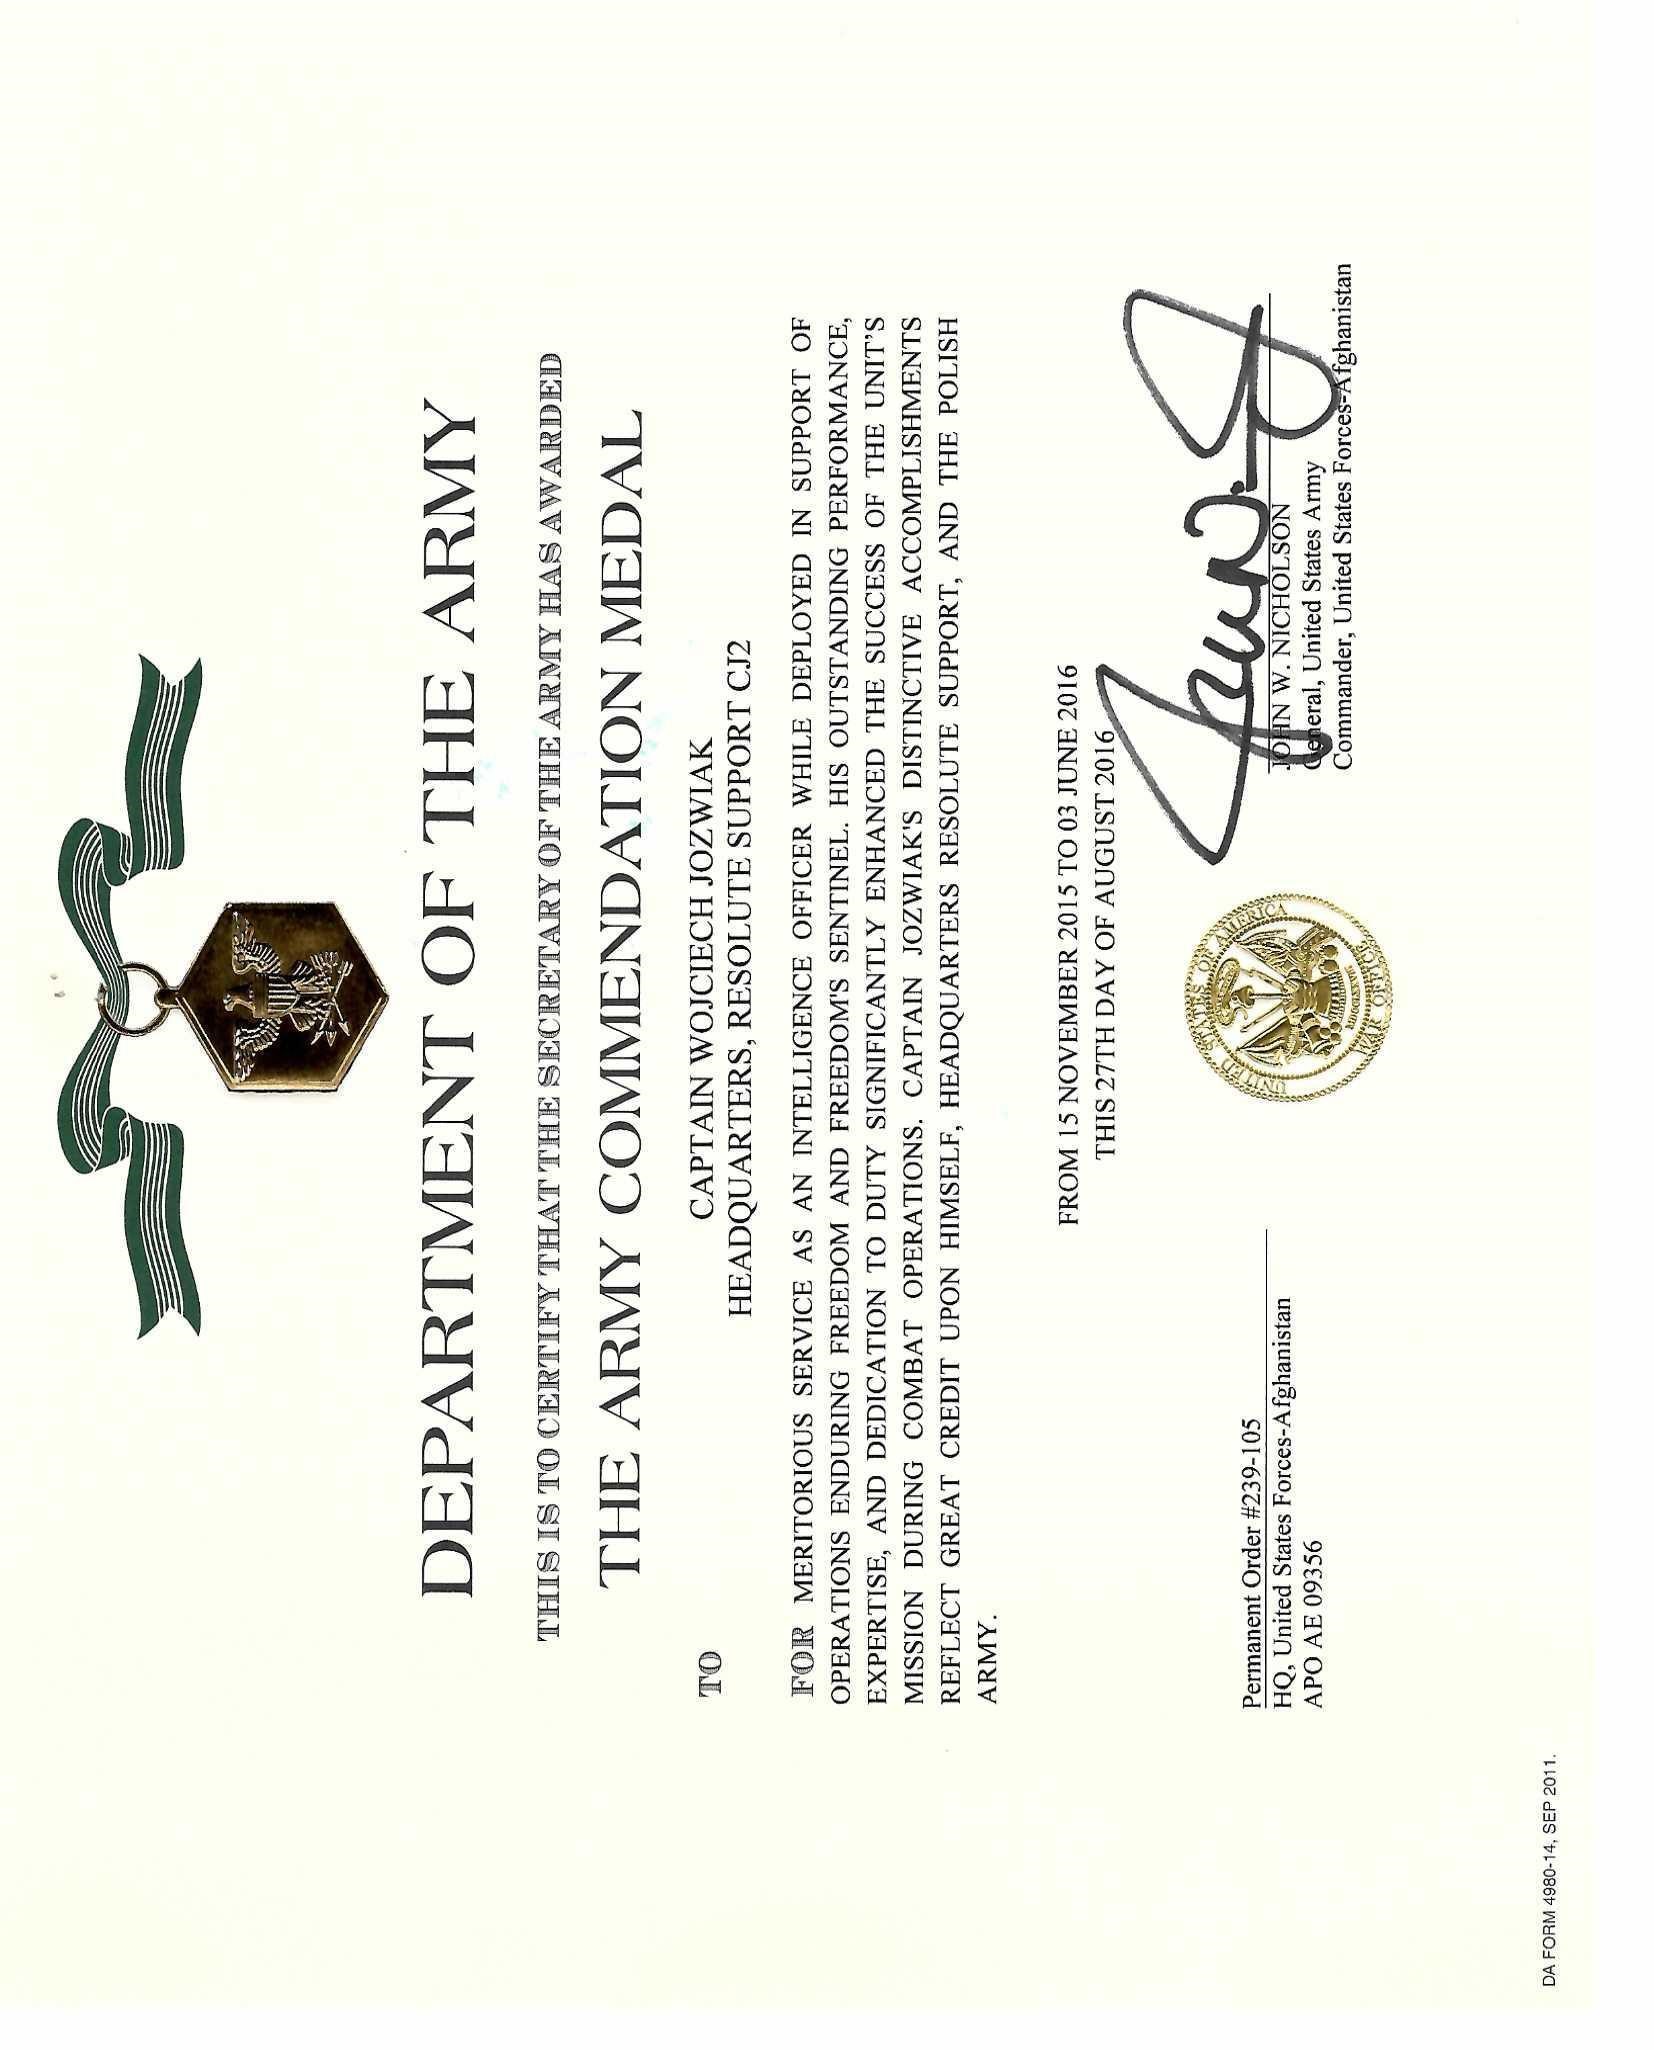 DEPARTMENT OF THE ARMY
THIS IS TO CERTIFY THAT THE SECRETARY OF THE ARMY HAS AWARDED
THE ARMY COMMENDATION MEDAL
TO CAPTAIN WOJCIECH JOZWIAK
HEADQUARTERS, RESOLUTE SUPPORT CJ2
FOR MERITORIOUS SERVICE AS AN INTELLIGENCE OFFICER WHILE DEPLOYED IN SUPPORT OF
OPERATIONS ENDURING FREEDOM AND FREEDOM'S SENTINEL. HIS OUTSTANDING PERFORMANCE,
EXPERTISE, AND DEDICATION TO DUTY SIGNIFICANTLY ENHANCED THE SUCCESS OF THE UNIT'S
MISSION DURING COMBAT OPERATIONS. CAPTAIN JOZWIAK'S DISTINCTIVE ACCOMPLISHMENTS
REFLECT GREAT CREDIT UPON HIMSELF, HEADQUARTERS RESOLUTE SUPPORT, AND THE POLISH
ARMY.
FROM 15 NOVEMBER 2015 TO 03 JUNE 2016
THIS 27TH DAY OF AUGUST 2016
Permanent Order #239-105
HQ, United States Forces-Afghanistan
APO AE 09356
UNITED STATES OF AMERICA
WAR OFFICE
JOHN W. NICHOLSON
General, United States Army
Commander, United States Forces-Afghanistan
DA FORM 4980-14, SEP 2011.